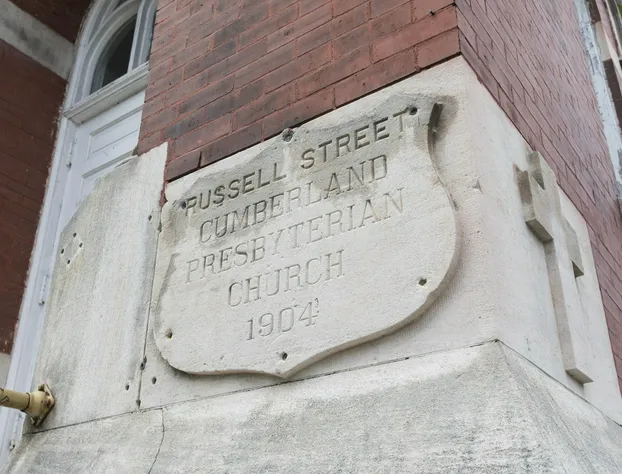 RUSSELL STREET
CUMBERLAND
PRESBYTERIAN
CHURCH
1904